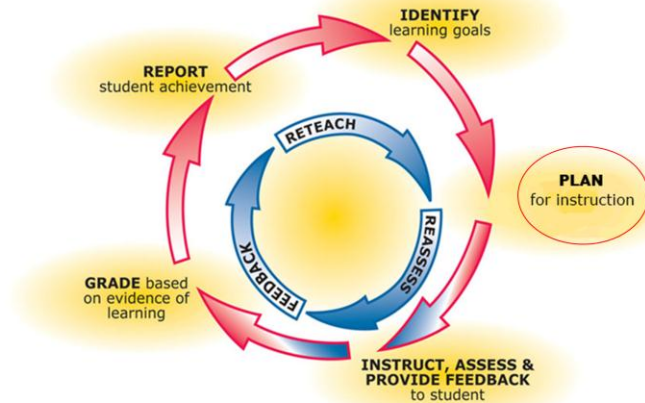 IDENTIFY
learning goals
REPORT
student achievement
RETEACH
PLAN
for instruction
REASSESS
FEEDBACK
GRADE based
on evidence of
learning
INSTRUCT, ASSESS &
PROVIDE FEEDBACK
to student